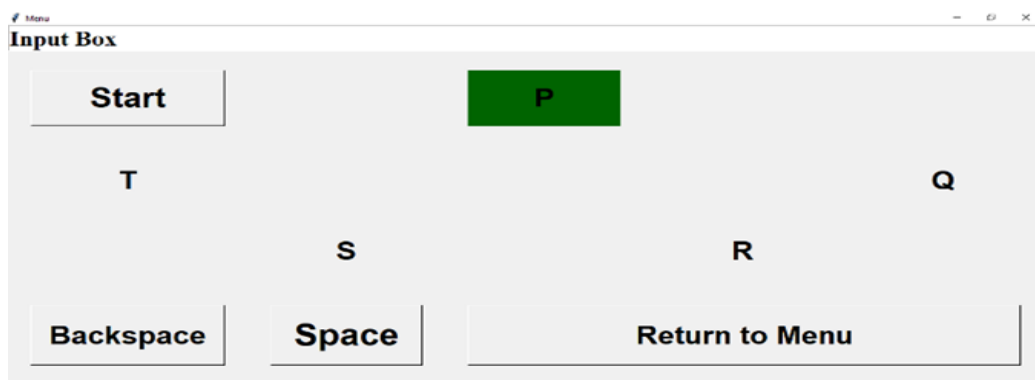 Menu
Input Box
Start P
T Q
S R
Backspace Space Return to Menu